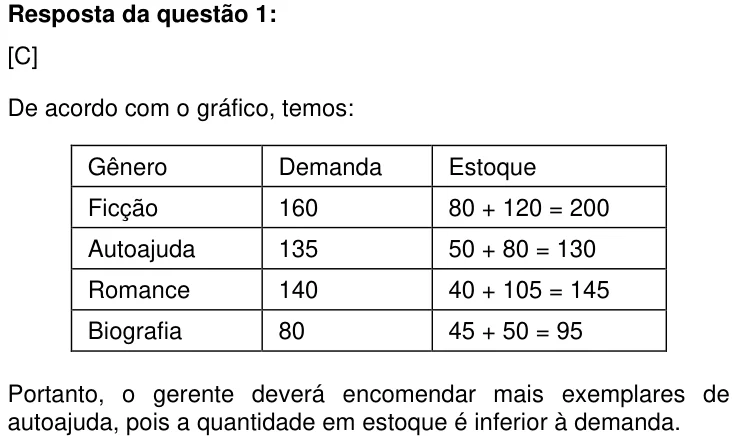 Resposta da questão 1:
[C]
De acordo com o gráfico, temos:
Gênero Demanda Estoque
Ficção 160 80 + 120 = 200
Autoajuda 135 50 + 80 = 130
Romance 140 40 + 105 = 145
Biografia 80 45 + 50 = 95
Portanto, o gerente deverá encomendar mais exemplares de
autoajuda, pois a quantidade em estoque é inferior à demanda.